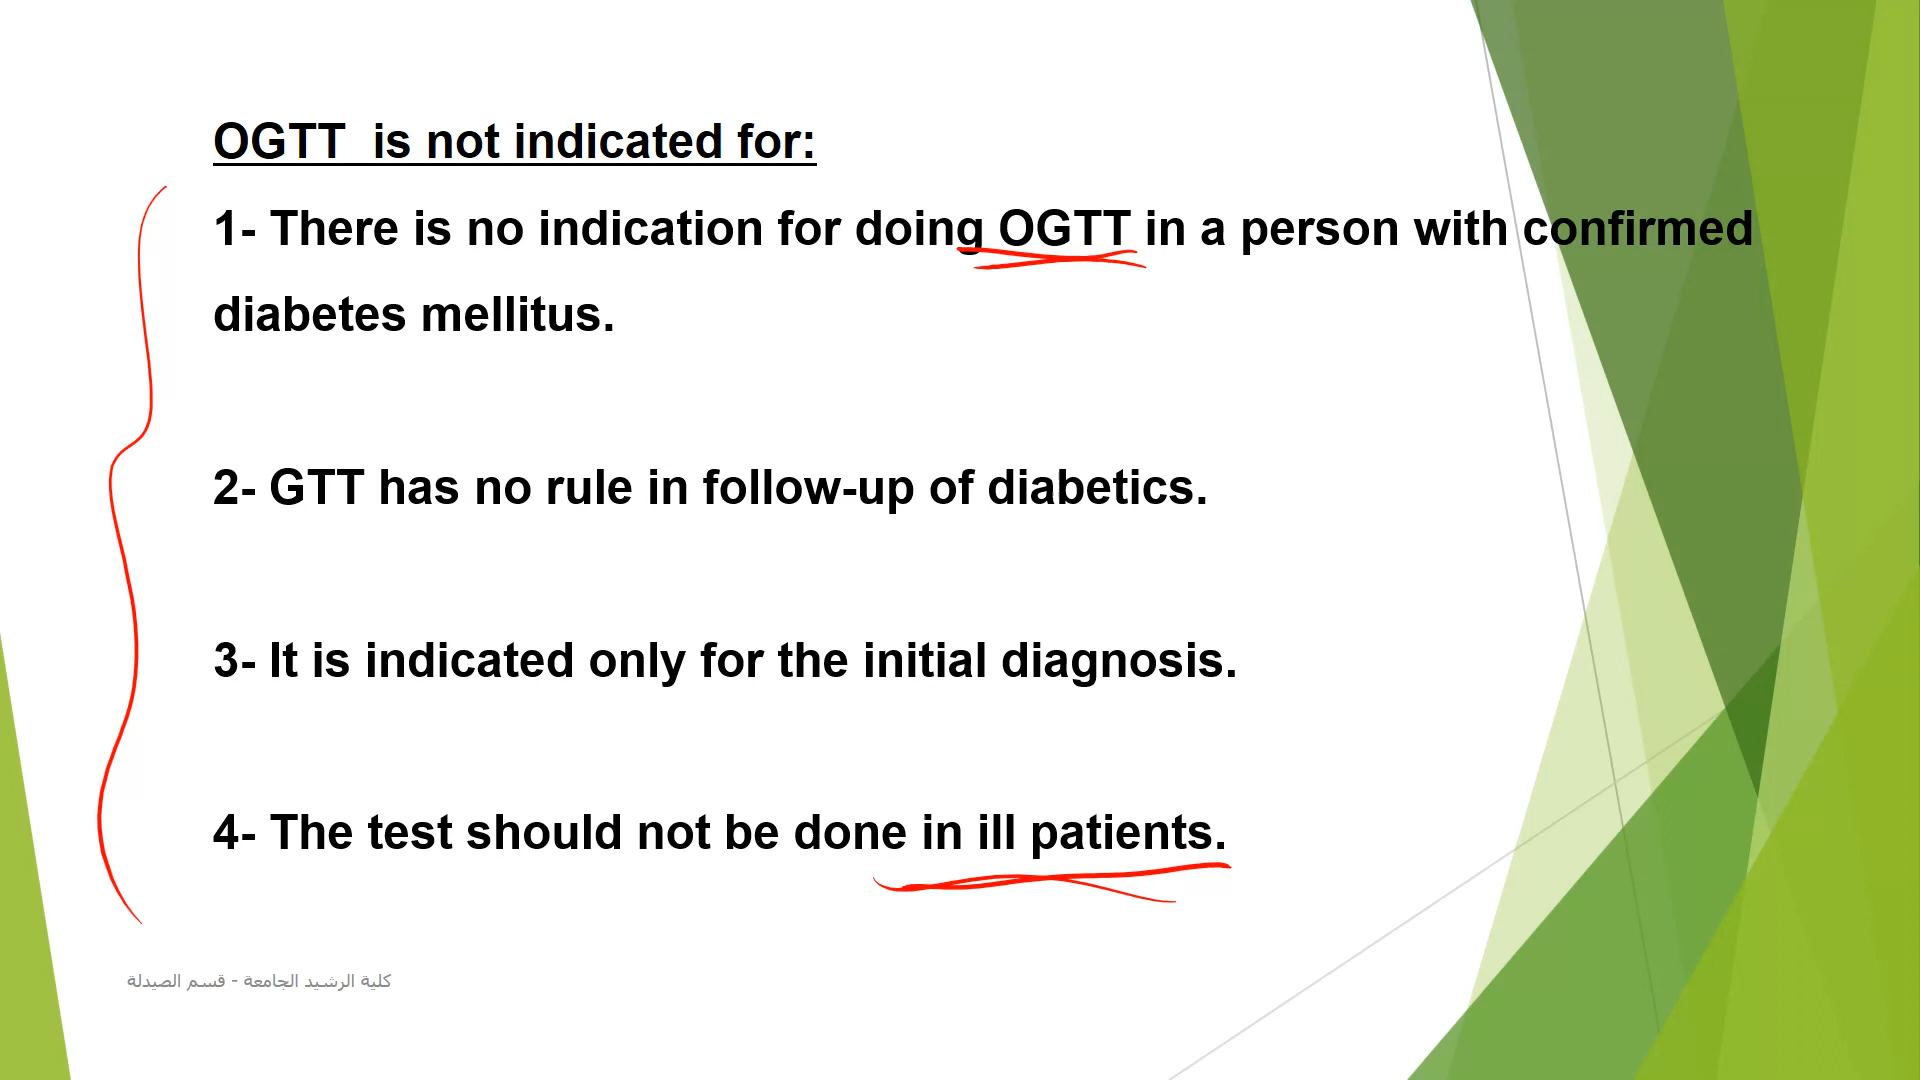 OGTT is not indicated for:
1- There is no indication for doing OGTT in a person with confirmed
diabetes mellitus.
2- GTT has no rule in follow-up of diabetics.
3- It is indicated only for the initial diagnosis.
4- The test should not be done in ill patients.
كلية الرشيد الجامعة - قسم الصيدلة